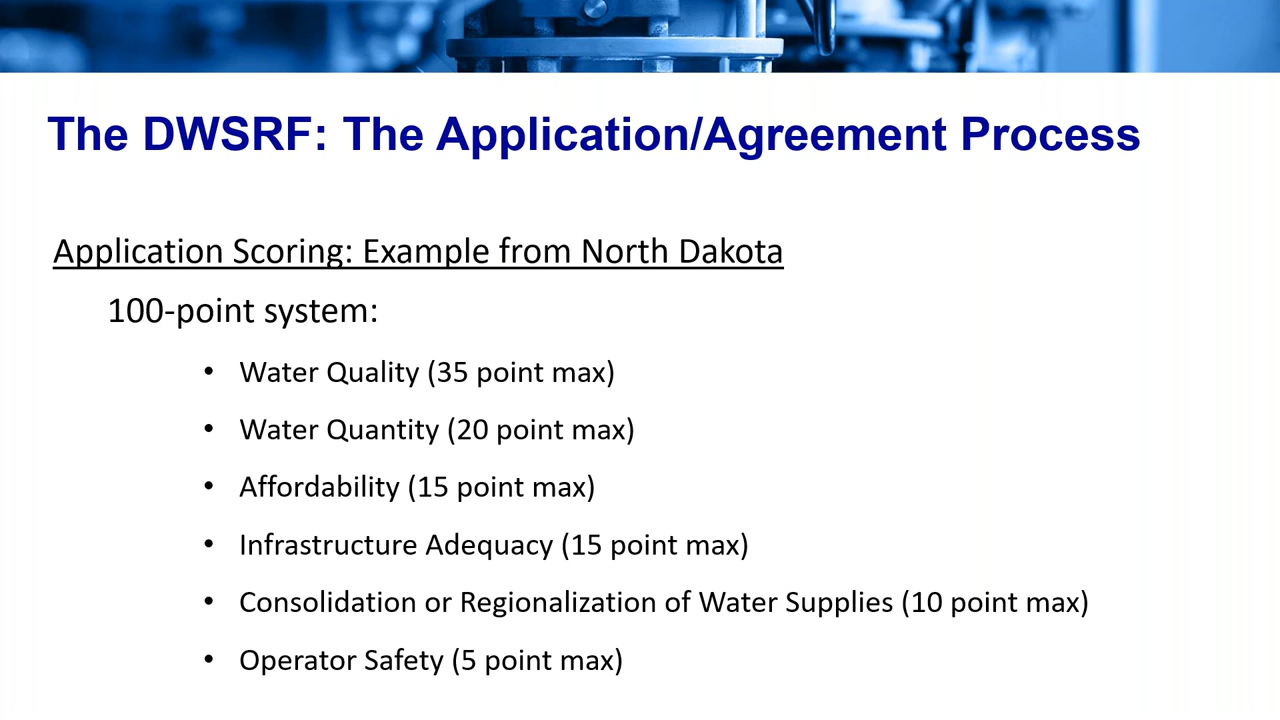 The DWSRF: The Application/Agreement Process
Application Scoring: Example from North Dakota
100-point system:
• Water Quality (35 point max)
• Water Quantity (20 point max)
• Affordability (15 point max)
• Infrastructure Adequacy (15 point max)
• Consolidation or Regionalization of Water Supplies (10 point max)
• Operator Safety (5 point max)